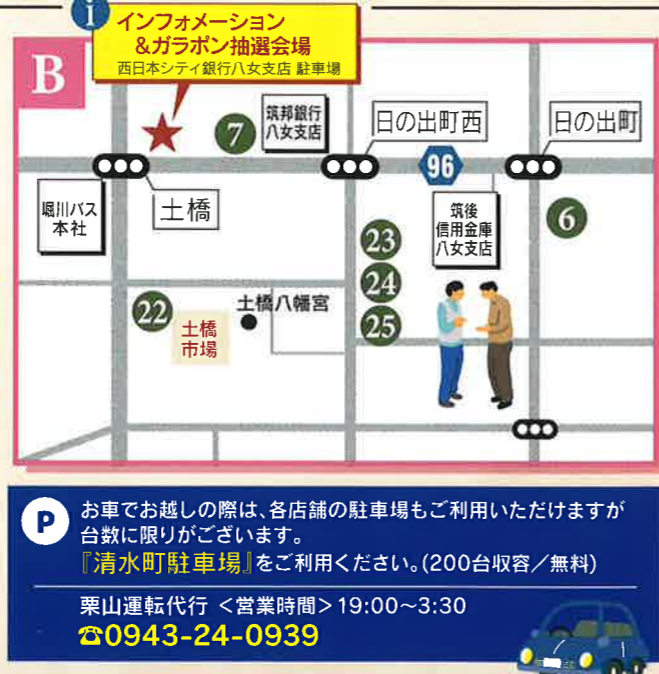 i
インフォメーション
&ガラポン抽選会場
西日本シティ銀行八女支店 駐車場
B
7
筑邦銀行
八女支店
日の出町西
日の出町
96
堀川バス
本社
土橋
筑後
信用金庫
八女支店
6
23
24
25
22
土橋
市場
土橋八幡宮
P
お車でお越しの際は、各店舗の駐車場もご利用いただけますが
台数に限りがございます。
『清水町駐車場』をご利用ください。(200台収容/無料)
栗山運転代行 <営業時間>19:00~3:30
☎0943-24-0939